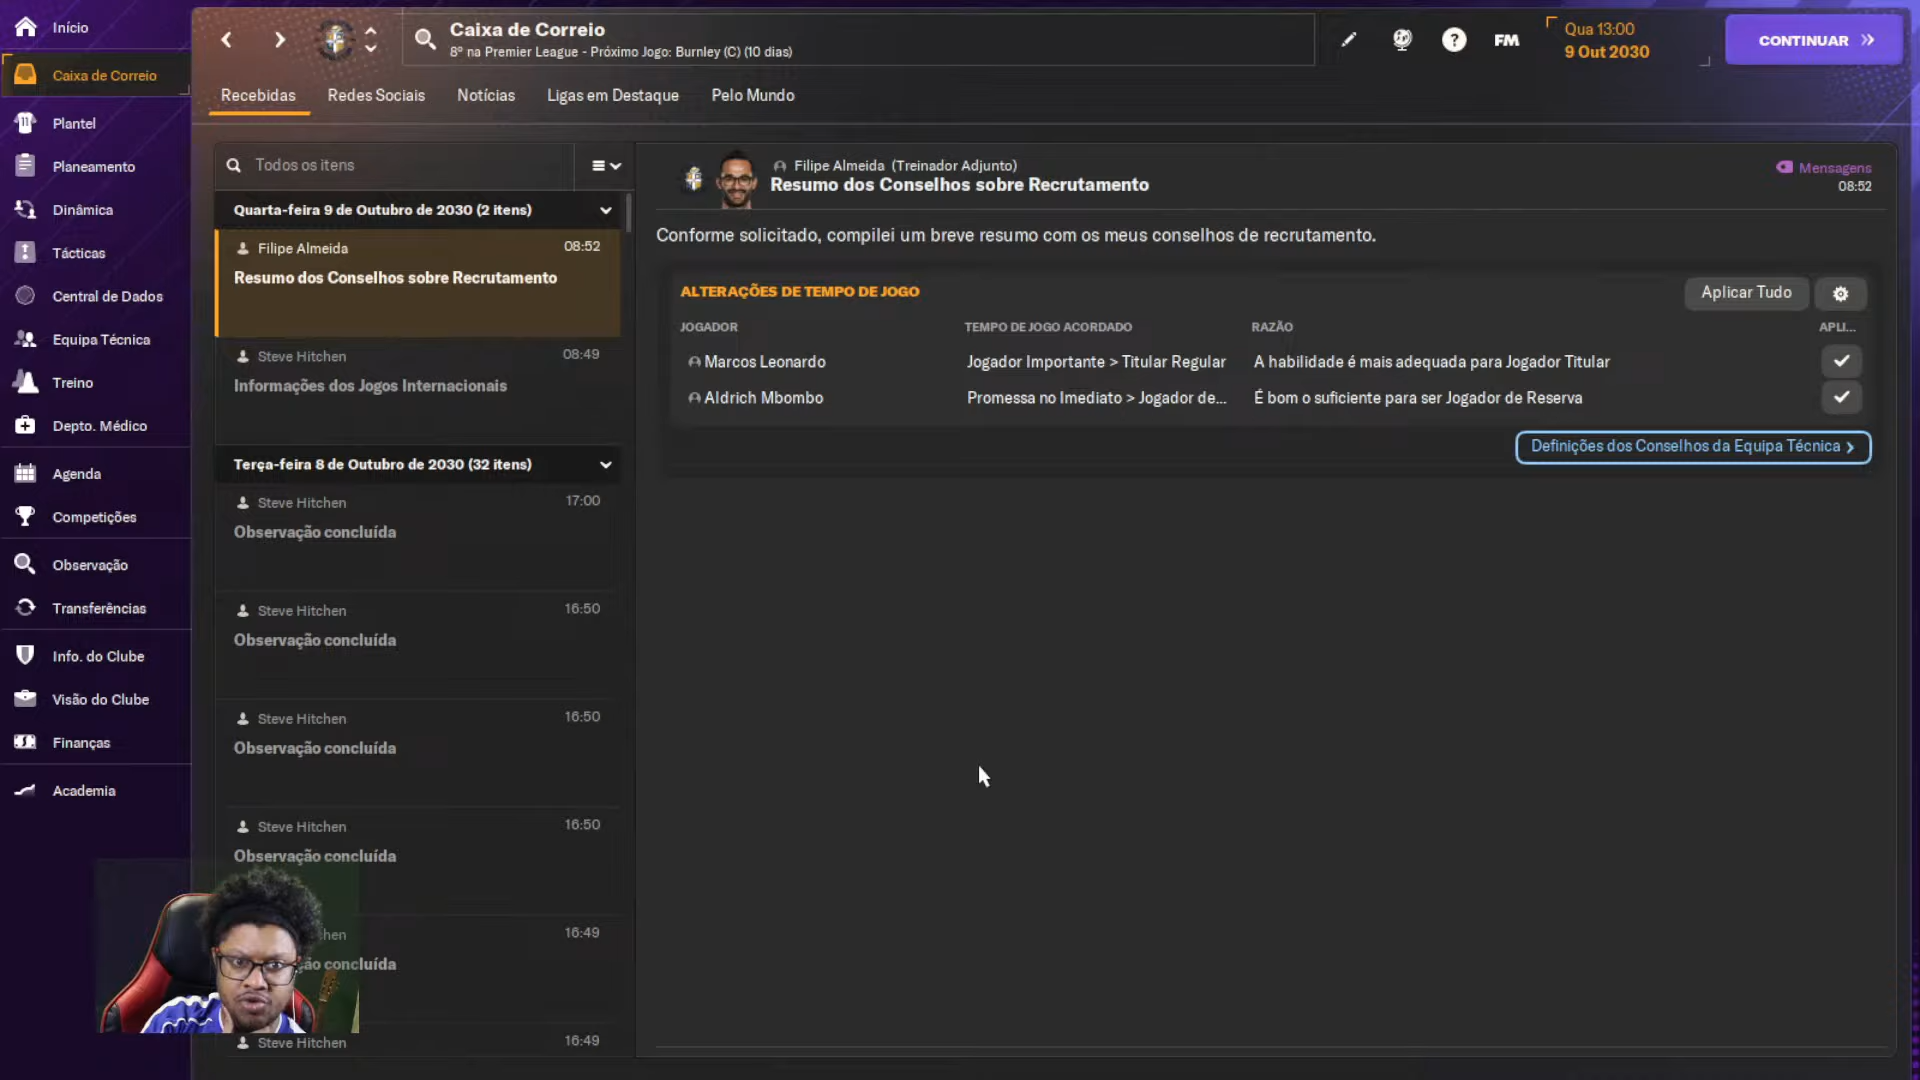 Início
Caixa de Correio
Plantel
Planeamento
Dinâmica
Tácticas
Central de Dados
Equipa Técnica
Treino
Depto. Médico
Agenda
Competições
Observação
Transferências
Info. do Clube
Visão do Clube
Finanças
Academia
Caixa de Correio
8º na Premier League - Próximo Jogo: Burnley (C) (10 dias)
FM
Qua 13:00
9 Out 2030
CONTINUAR
Recebidas Redes Sociais Notícias Ligas em Destaque Pelo Mundo
Todos os itens
Quarta-feira 9 de Outubro de 2030 (2 itens)
Filipe Almeida 08:52
Resumo dos Conselhos sobre Recrutamento
Steve Hitchen 08:49
Informações dos Jogos Internacionais
Terça-feira 8 de Outubro de 2030 (32 itens)
Steve Hitchen 17:00
Observação concluída
Steve Hitchen 16:50
Observação concluída
Steve Hitchen 16:50
Observação concluída
Steve Hitchen 16:50
Observação concluída
hen 16:49
ão concluída
Steve Hitchen 16:49
Filipe Almeida (Treinador Adjunto)
Resumo dos Conselhos sobre Recrutamento
Mensagens
08:52
Conforme solicitado, compilei um breve resumo com os meus conselhos de recrutamento.
ALTERAÇÕES DE TEMPO DE JOGO
Aplicar Tudo
JOGADOR TEMPO DE JOGO ACORDADO RAZÃO APLI...
Marcos Leonardo Jogador Importante > Titular Regular A habilidade é mais adequada para Jogador Titular
Aldrich Mbombo Promessa no Imediato > Jogador de... É bom o suficiente para ser Jogador de Reserva
Definições dos Conselhos da Equipa Técnica >